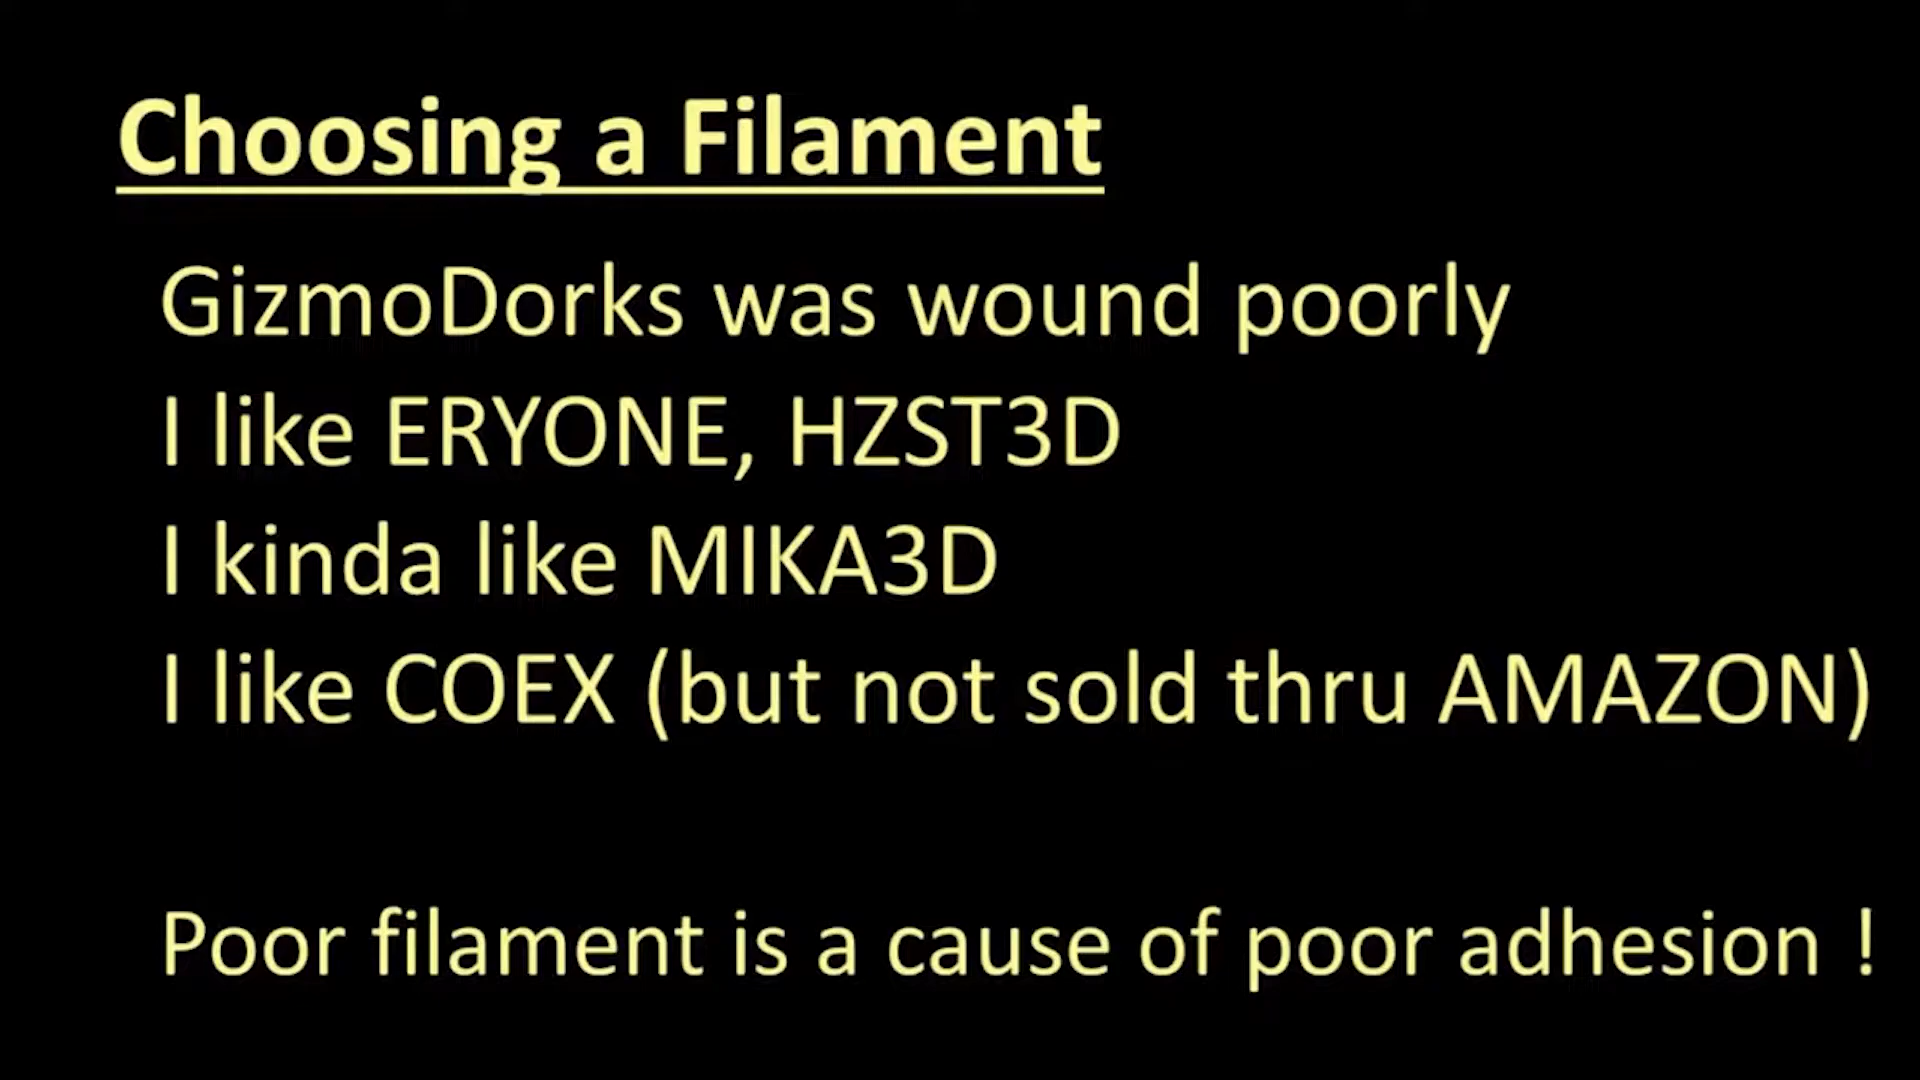 Choosing a Filament
GizmoDorks was wound poorly
I like ERYONE, HZST3D
I kinda like MIKA3D
I like COEX (but not sold thru AMAZON)
Poor filament is a cause of poor adhesion !